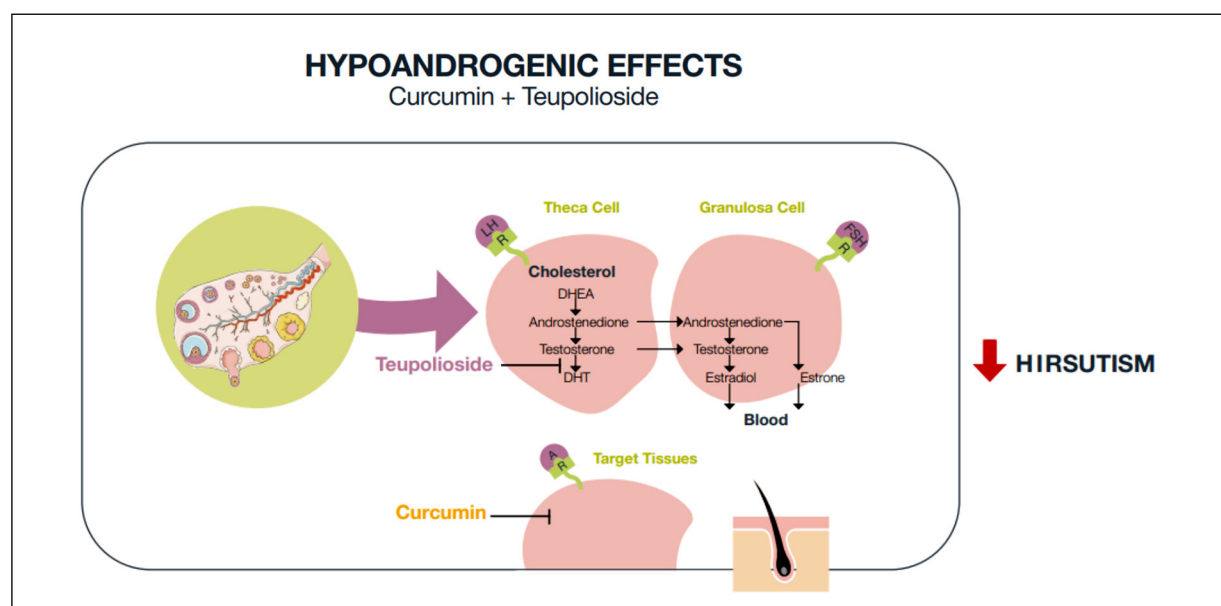 HYPOANDROGENIC EFFECTS
Curcumin + Teupolioside
Theca Cell
Granulosa Cell
LH
R
FSH
R
Cholesterol
DHEA
Androstenedione
Androstenedione
Testosterone
Testosterone
Teupolioside
DHT
Estradiol
Estrone
Blood
HIRSUTISM
A
R
Target Tissues
Curcumin